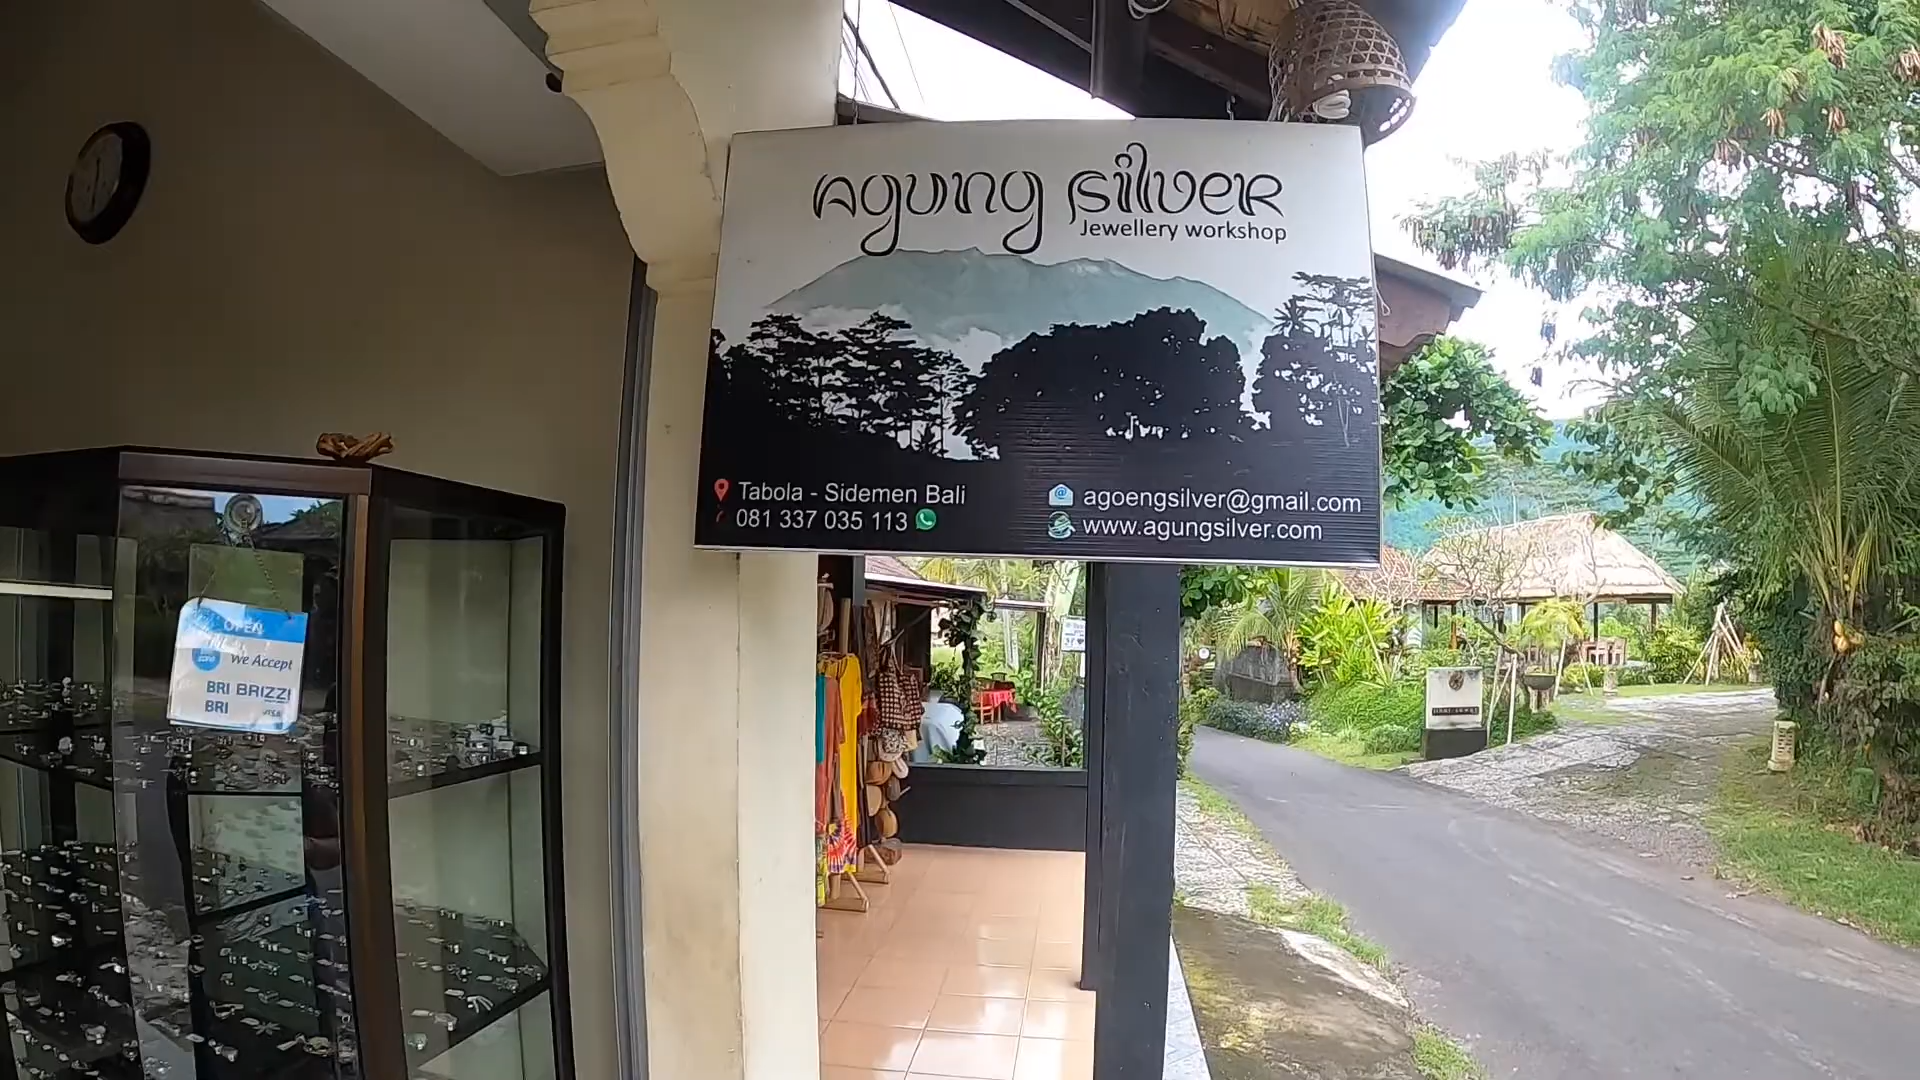 Agung Silver
Jewellery workshop
Tabola - Sidemen Bali
081 337 035 113
agoengsilver@gmail.com
www.agungsilver.com
OPEN
We Accept
BRI BRIZZI
BRI